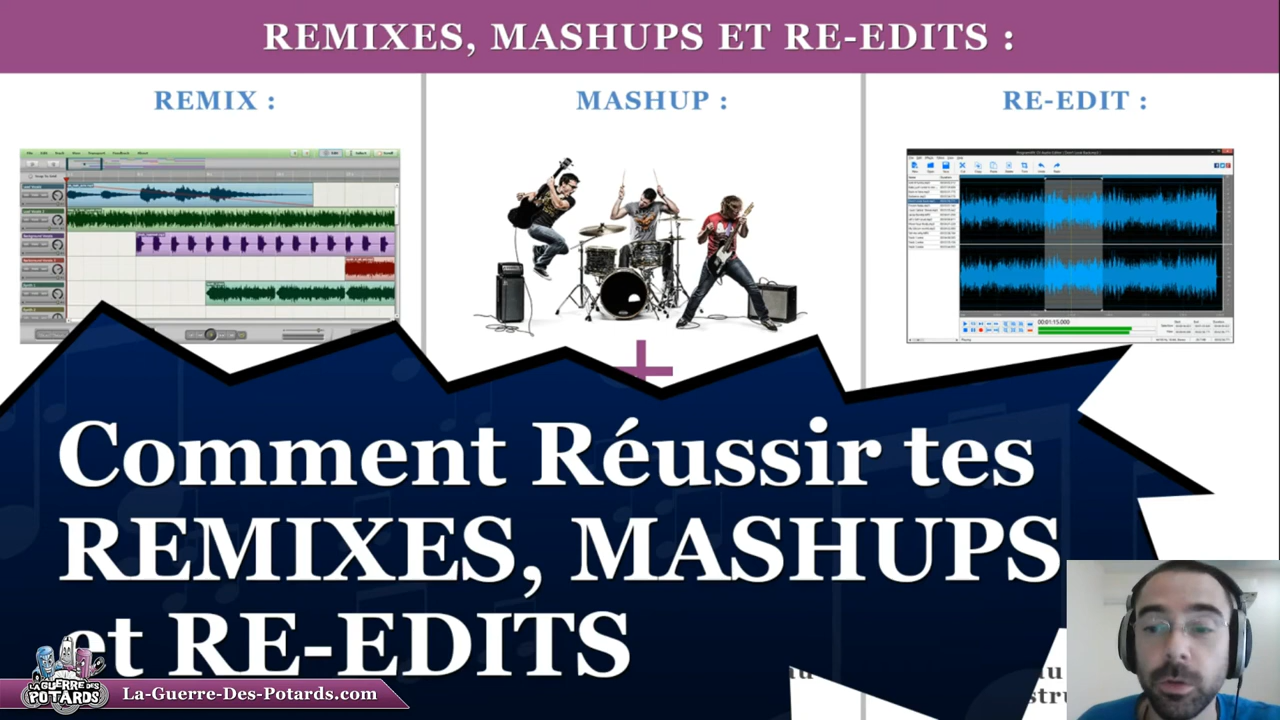 REMIXES, MASHUPS ET RE-EDITS :
REMIX :
MASHUP :
RE-EDIT :
Comment Réussir tes
REMIXES, MASHUPS
et RE-EDITS
LA GUERRE DES
POTARDS
La-Guerre-Des-Potards.com